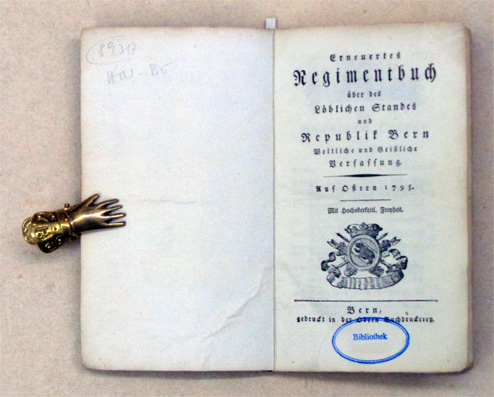 Erneuertes
Regimentbuch
über des
Löblichen Standes
und
Republik Bern
Weltliche und Geistliche
Verfassung.
Auf Ostern 1795.
Mit Hochoberkeitl. Freyheit.
Bern,
gedruckt in der Obern Buchdruckerey.
Bibliothek